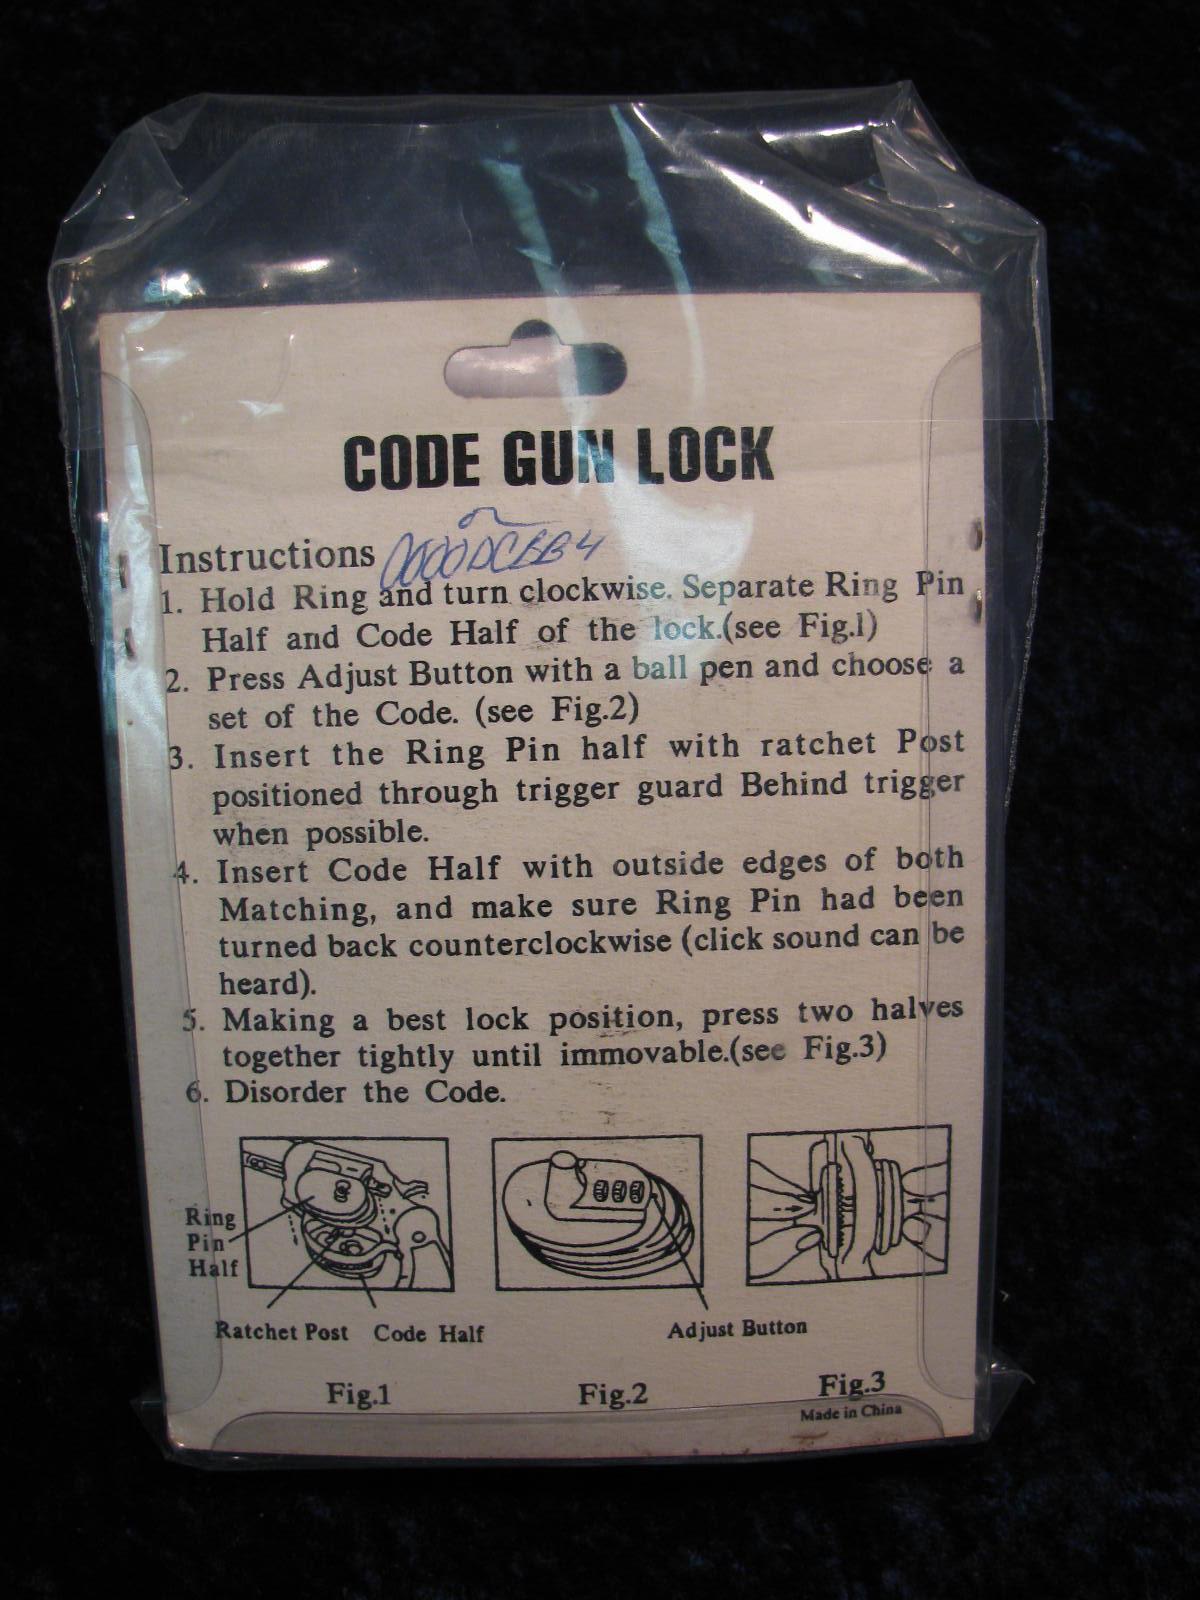 CODE GUN LOCK
Instructions
1. Hold Ring and turn clockwise. Separate Ring Pin
Half and Code Half of the lock.(see Fig.1)
2. Press Adjust Button with a ball pen and choose a
set of the Code. (see Fig.2)
3. Insert the Ring Pin half with ratchet Post
positioned through trigger guard Behind trigger
when possible.
4. Insert Code Half with outside edges of both
Matching, and make sure Ring Pin had been
turned back counterclockwise (click sound can be
heard).
5. Making a best lock position, press two halves
together tightly until immovable.(see Fig.3)
6. Disorder the Code.
Ring
Pin
Half
Ratchet Post Code Half
Adjust Button
Fig.1 Fig.2 Fig.3
Made in China